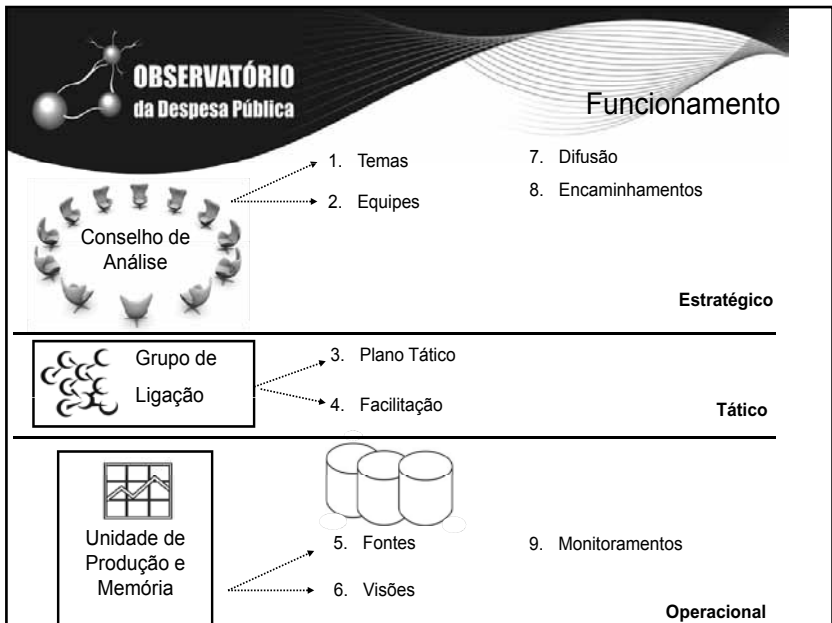 OBSERVATÓRIO
da Despesa Pública
Funcionamento
1. Temas
2. Equipes
7. Difusão
8. Encaminhamentos
Conselho de
Análise
Estratégico
Grupo de
Ligação
3. Plano Tático
4. Facilitação
Tático
Unidade de
Produção e
Memória
5. Fontes
6. Visões
9. Monitoramentos
Operacional